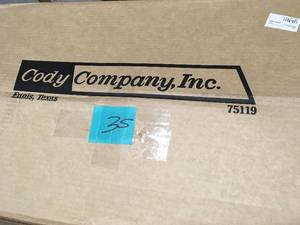 Cody Company, Inc.
Ennis, Texas
75119
35